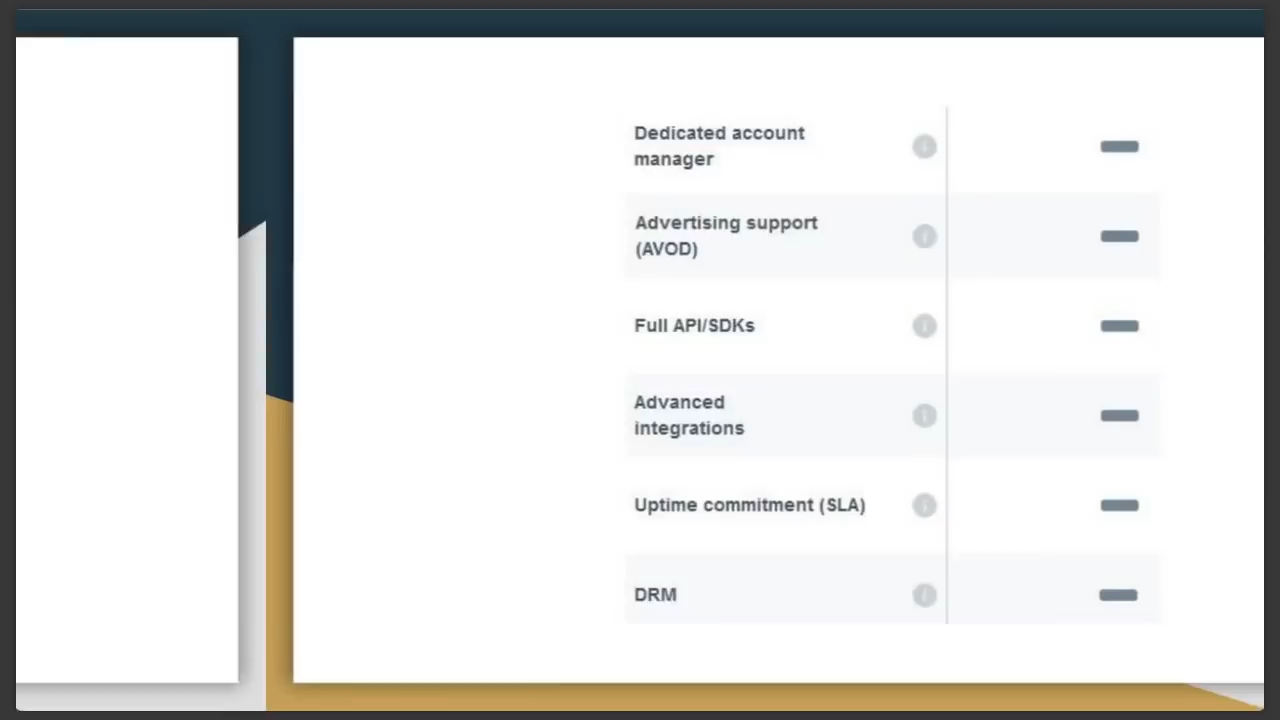 Dedicated account
manager
Advertising support
(AVOD)
Full API/SDKs
Advanced
integrations
Uptime commitment (SLA)
DRM